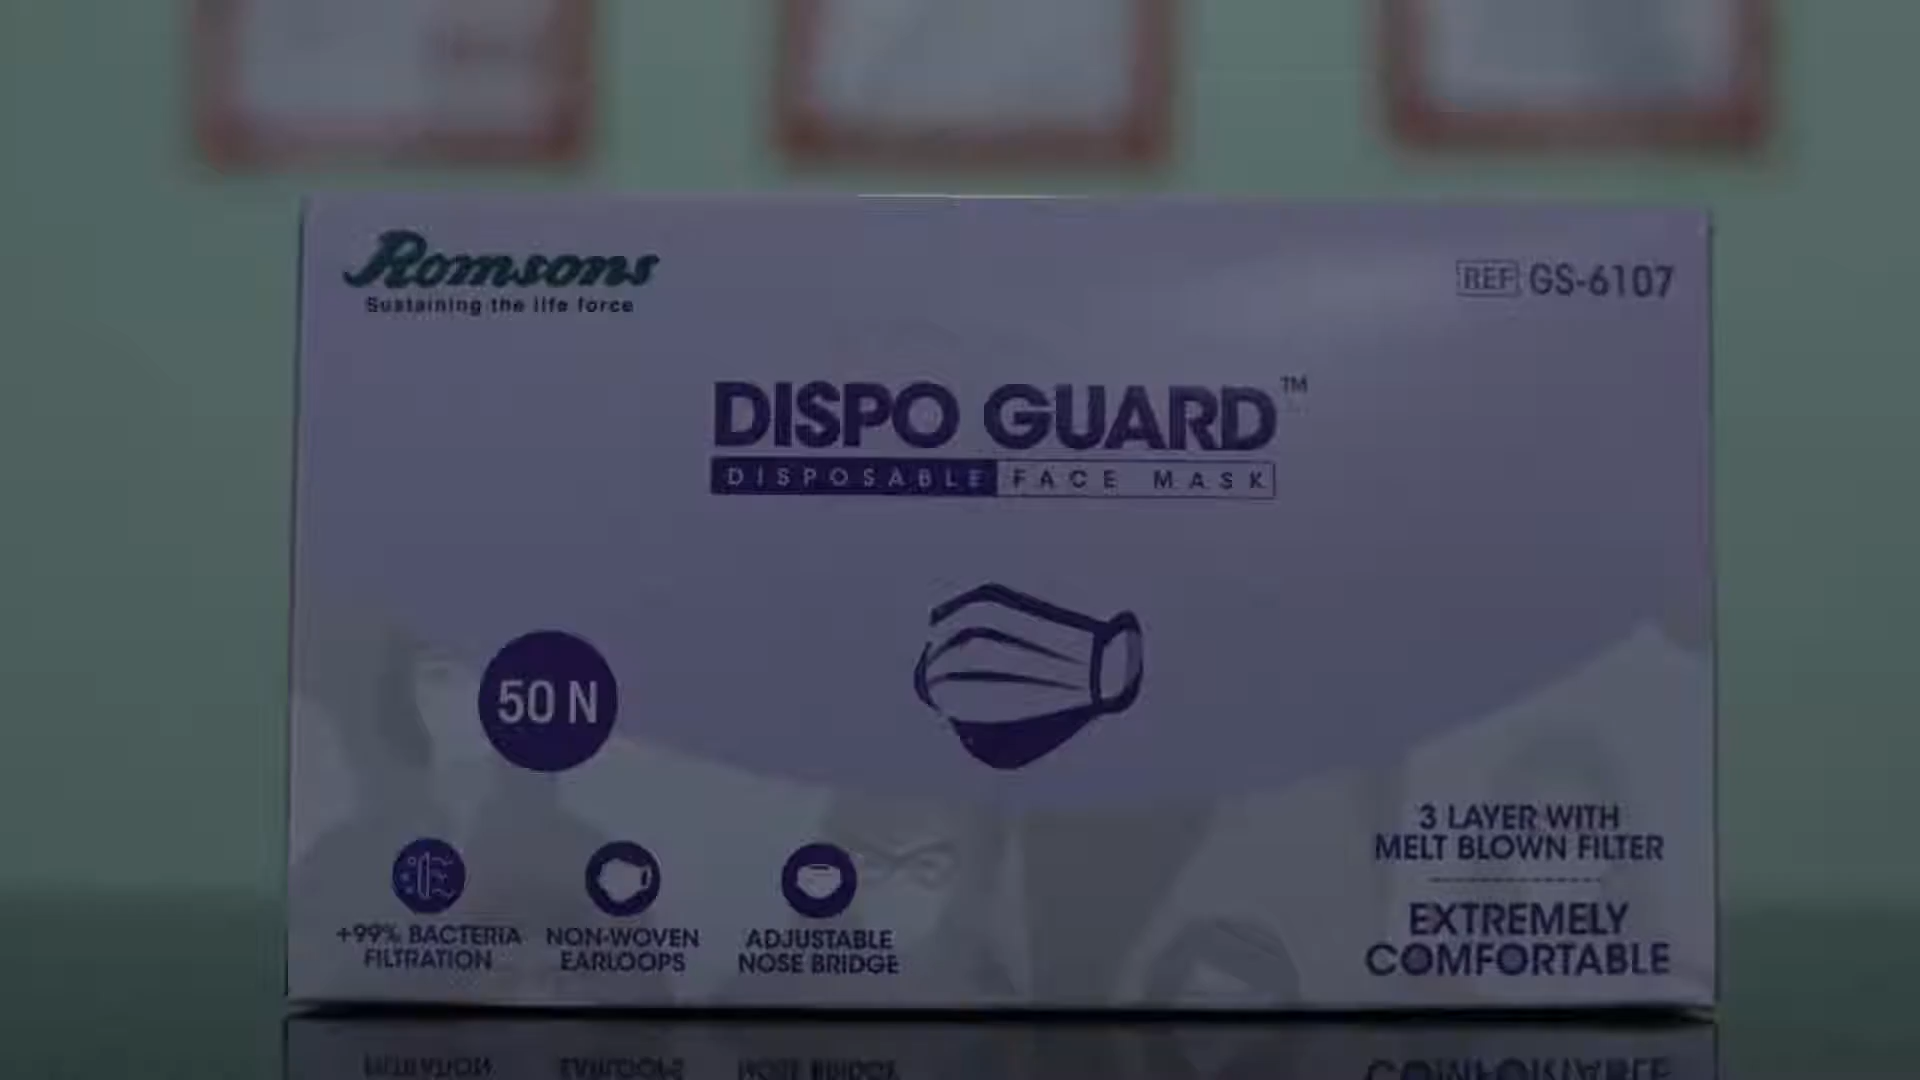 Romsons
Sustaining the life force
REF GS-6107
DISPO GUARD™
DISPOSABLE FACE MASK
50 N
+99% BACTERIA
FILTRATION
NON-WOVEN
EARLOOPS
ADJUSTABLE
NOSE BRIDGE
3 LAYER WITH
MELT BLOWN FILTER
EXTREMELY
COMFORTABLE